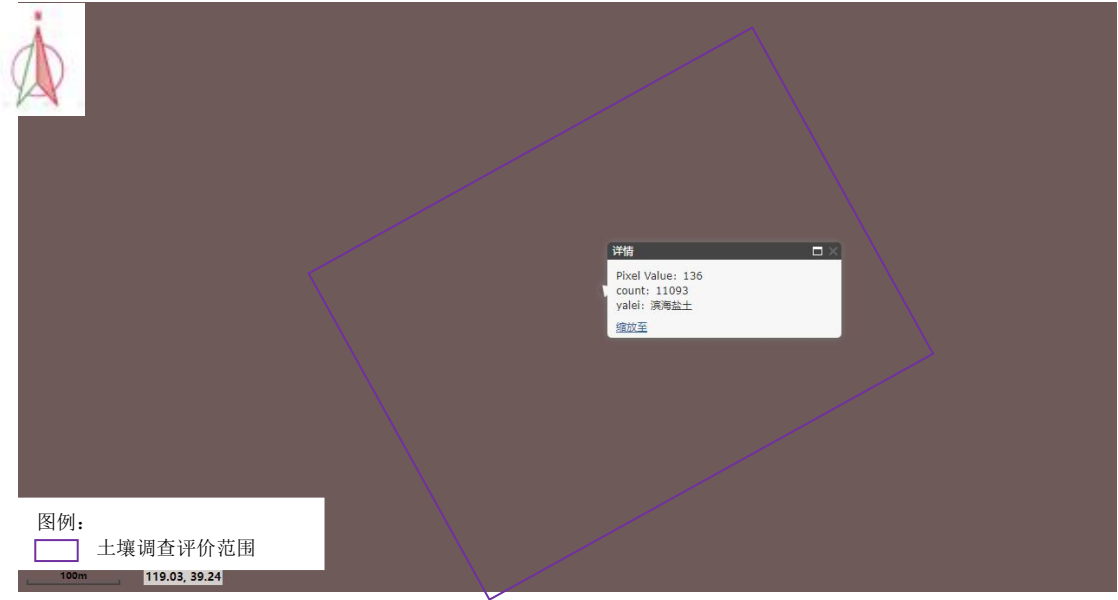 详情
Pixel Value: 136
count: 11093
yalei: 滨海盐土
缩放至
图例：
土壤调查评价范围
100m
119.03, 39.24